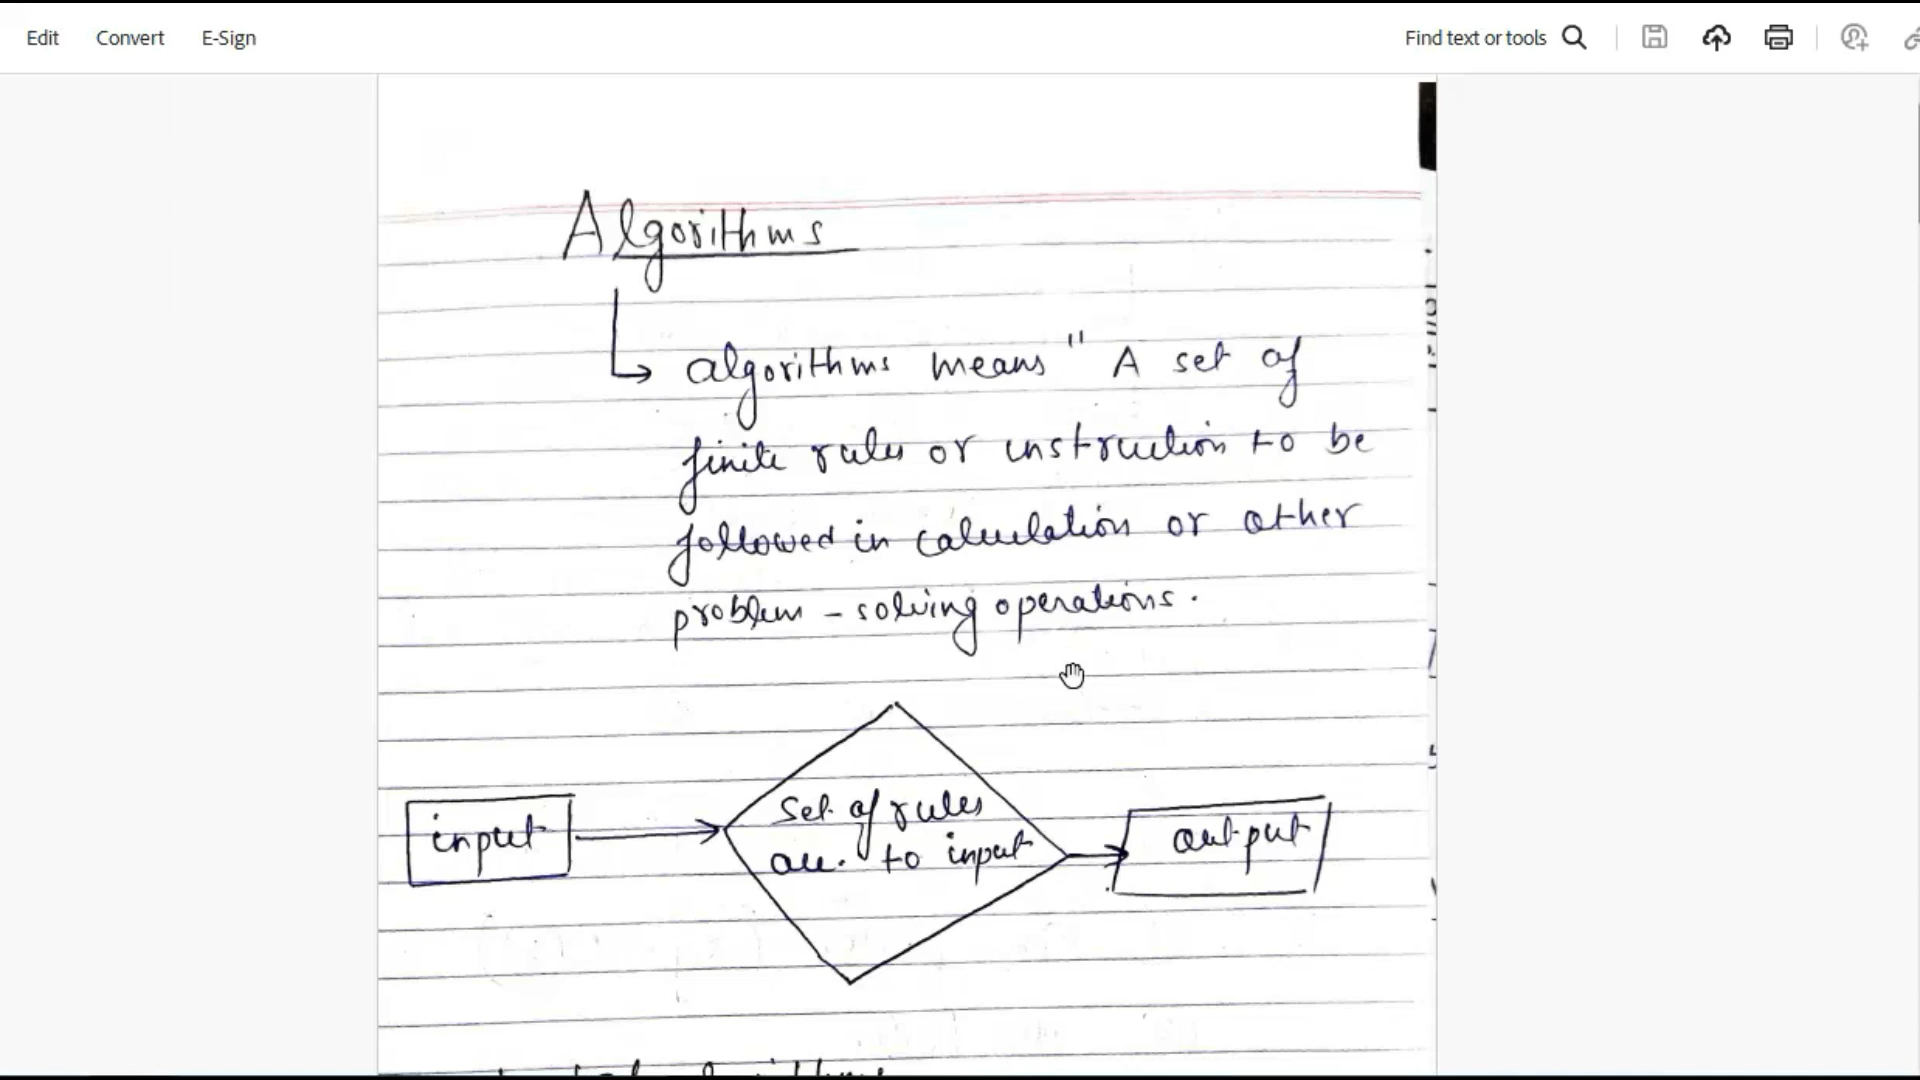 Edit Convert E-Sign Find text or tools
Algorithms
algorithms means " A set of
finite rules or instruction to be
followed in calculation or other
problem - solving operations.
input
Set of rules
acc. to input
output